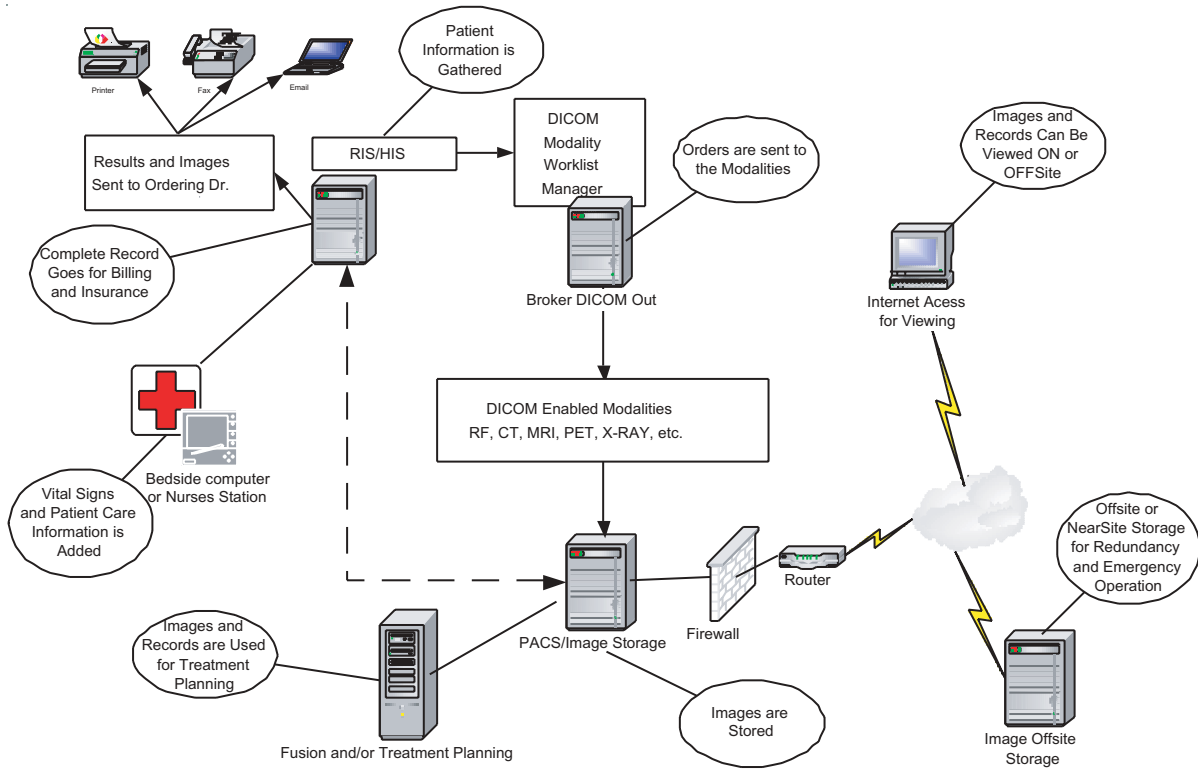 Printer
Fax
Email
Patient
Information is
Gathered
Results and Images
Sent to Ordering Dr.
RIS/HIS
DICOM
Modality
Worklist
Manager
Orders are sent to
the Modalities
Images and
Records Can Be
Viewed ON or
OFFSite
Complete Record
Goes for Billing
and Insurance
Broker DICOM Out
Internet Acess
for Viewing
DICOM Enabled Modalities
RF, CT, MRI, PET, X-RAY, etc.
Bedside computer
or Nurses Station
Vital Signs
and Patient Care
Information is
Added
Offsite or
NearSite Storage
for Redundancy
and Emergency
Operation
Router
Firewall
PACS/Image Storage
Images and
Records are Used
for Treatment
Planning
Fusion and/or Treatment Planning
Images are
Stored
Image Offsite
Storage